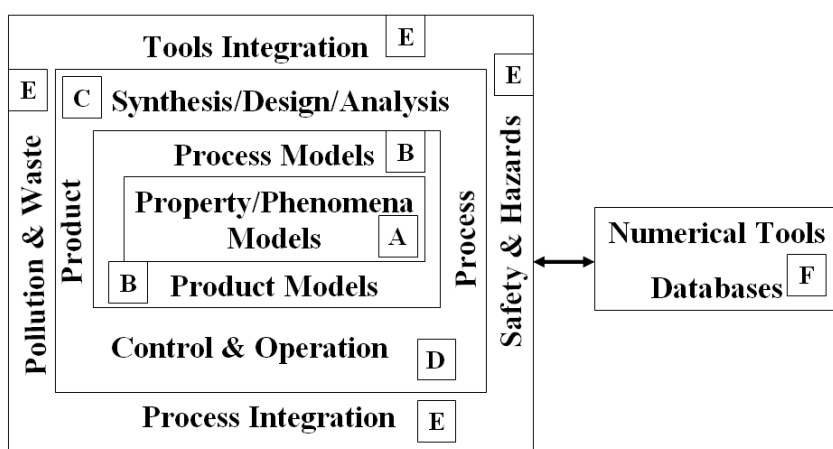 Tools Integration E
E
E
C Synthesis/Design/Analysis
Pollution & Waste
Product
Process Models B
Property/Phenomena
Models A
B Product Models
Process
Safety & Hazards
Control & Operation D
Process Integration E
Numerical Tools
Databases F